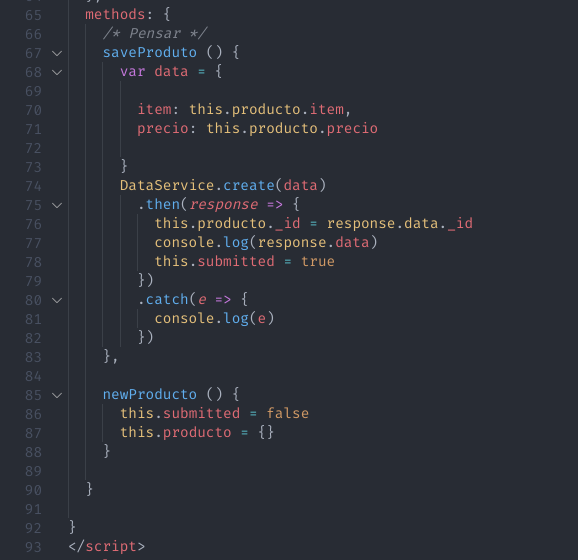 65 methods: {
66 /* Pensar */
67 saveProduto () {
68 var data = {
69
70 item: this.producto.item,
71 precio: this.producto.precio
72
73 }
74 DataService.create(data)
75 .then(response => {
76 this.producto._id = response.data._id
77 console.log(response.data)
78 this.submitted = true
79 })
80 .catch(e => {
81 console.log(e)
82 })
83 },
84
85 newProducto () {
86 this.submitted = false
87 this.producto = {}
88 }
89
90 }
91
92 }
93 </script>